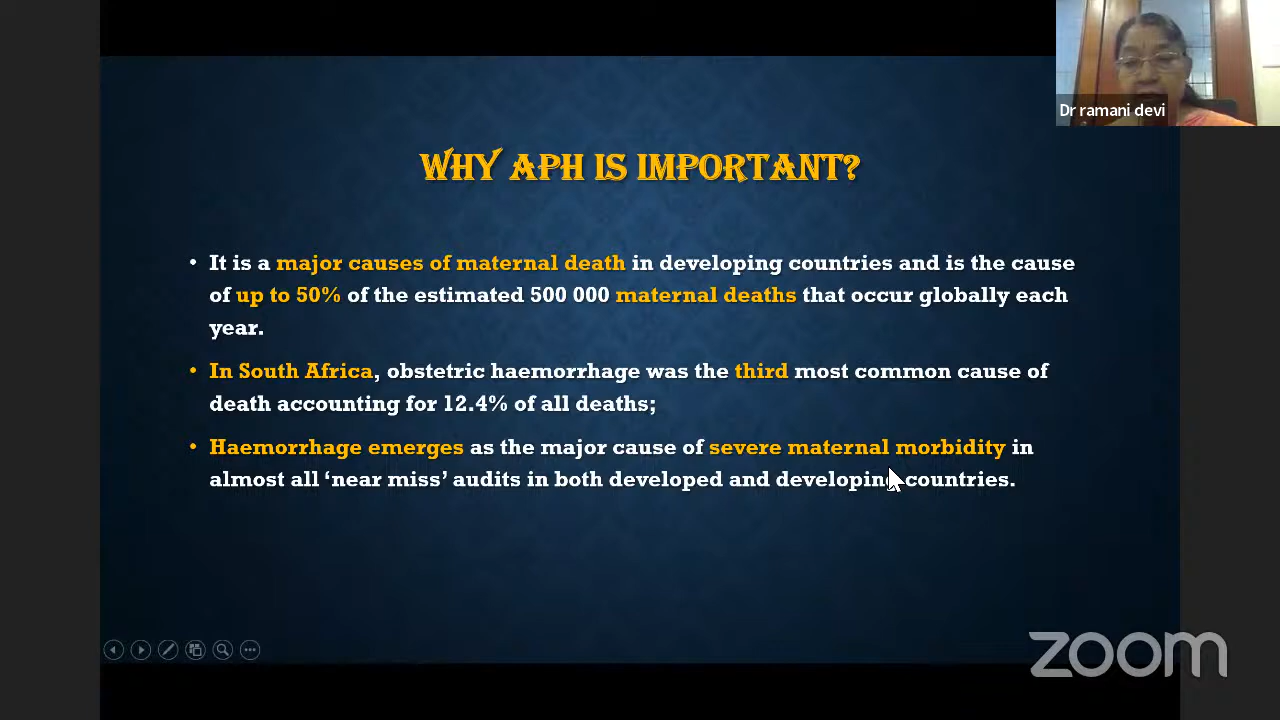 Dr ramani devi
WHY APH IS IMPORTANT?
• It is a major causes of maternal death in developing countries and is the cause
of up to 50% of the estimated 500 000 maternal deaths that occur globally each
year.
• In South Africa, obstetric haemorrhage was the third most common cause of
death accounting for 12.4% of all deaths;
• Haemorrhage emerges as the major cause of severe maternal morbidity in
almost all ‘near miss’ audits in both developed and developing countries.
zoom